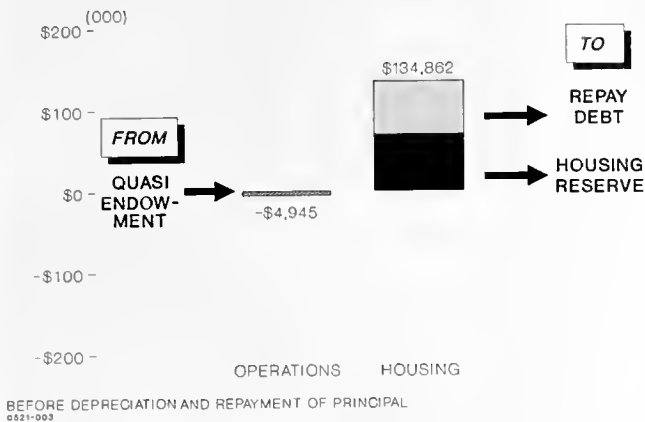 (000)
$200
$134,862
TO
$100
REPAY
DEBT
FROM
HOUSING
RESERVE
QUASI
ENDOW-
MENT
$0
-$4,945
-$100
-$200
OPERATIONS HOUSING
BEFORE DEPRECIATION AND REPAYMENT OF PRINCIPAL
0521-003